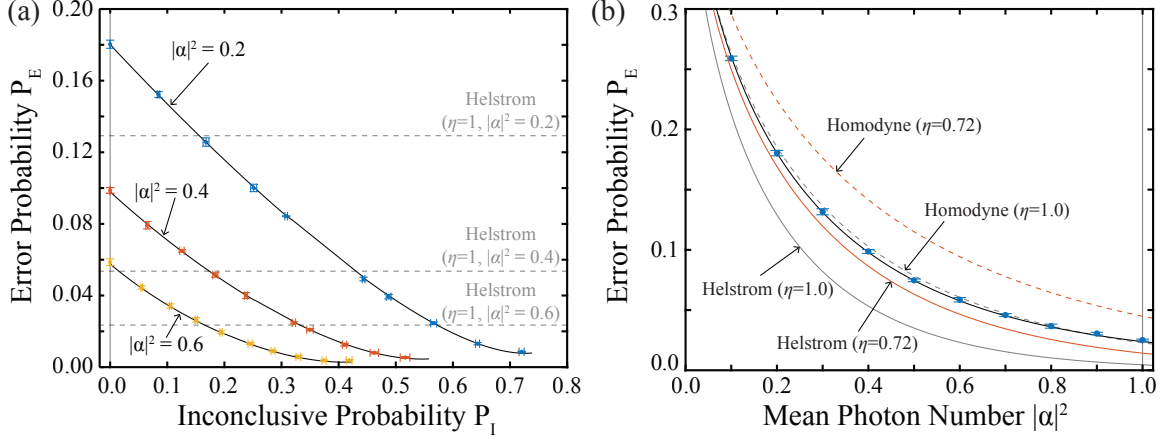 (a)
0.20
0.16
0.12
0.08
0.04
0.00
Error Probability P_E
0.0 0.1 0.2 0.3 0.4 0.5 0.6 0.7 0.8
Inconclusive Probability P_I
|α|² = 0.2
|α|² = 0.4
|α|² = 0.6
Helstrom
(η=1, |α|² = 0.2)
Helstrom
(η=1, |α|² = 0.4)
Helstrom
(η=1, |α|² = 0.6)
(b)
0.3
0.2
0.1
0.0
Error Probability P_E
0.0 0.2 0.4 0.6 0.8 1.0
Mean Photon Number |α|²
Homodyne (η=0.72)
Homodyne (η=1.0)
Helstrom (η=1.0)
Helstrom (η=0.72)